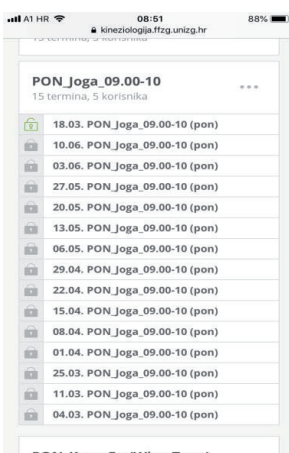 A1 HR 08:51 88%
kineziologija.ffzg.unizg.hr
PON_Joga_09.00-10
15 termina, 5 korisnika
18.03. PON_Joga_09.00-10 (pon)
10.06. PON_Joga_09.00-10 (pon)
03.06. PON_Joga_09.00-10 (pon)
27.05. PON_Joga_09.00-10 (pon)
20.05. PON_Joga_09.00-10 (pon)
13.05. PON_Joga_09.00-10 (pon)
06.05. PON_Joga_09.00-10 (pon)
29.04. PON_Joga_09.00-10 (pon)
22.04. PON_Joga_09.00-10 (pon)
15.04. PON_Joga_09.00-10 (pon)
08.04. PON_Joga_09.00-10 (pon)
01.04. PON_Joga_09.00-10 (pon)
25.03. PON_Joga_09.00-10 (pon)
11.03. PON_Joga_09.00-10 (pon)
04.03. PON_Joga_09.00-10 (pon)